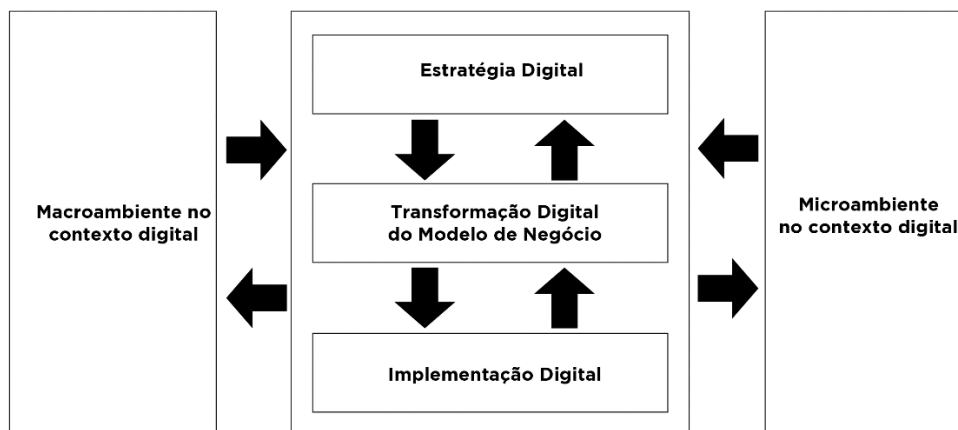 Estratégia Digital
Macroambiente no
contexto digital
Transformação Digital
do Modelo de Negócio
Microambiente
no contexto digital
Implementação Digital